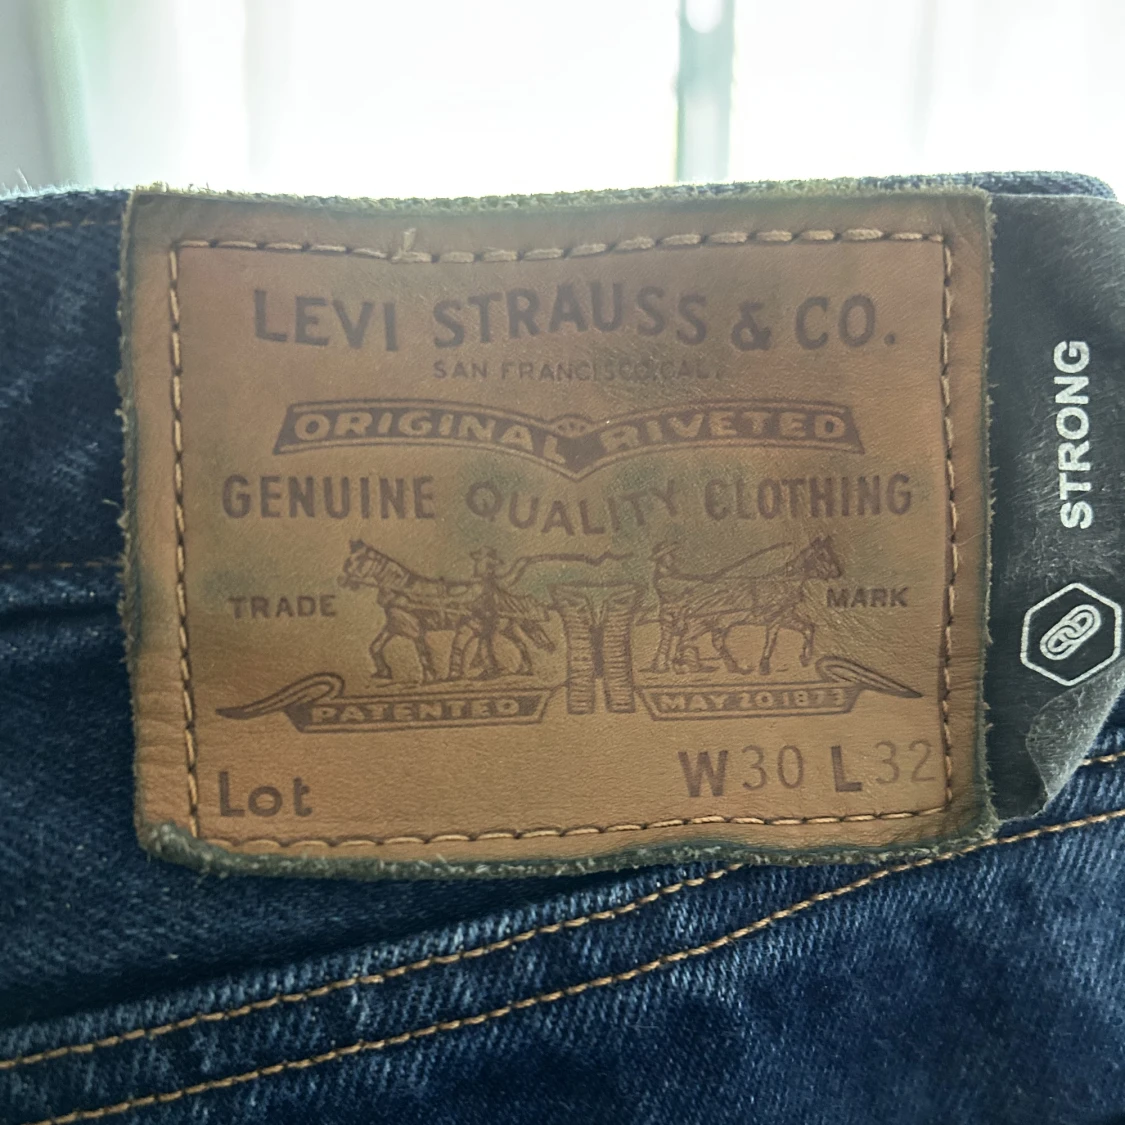 LEVI STRAUSS & CO.
SAN FRANCISCO, CAL.
ORIGINAL RIVETED
GENUINE QUALITY CLOTHING
TRADE MARK
PATENTED MAY 20 1873
Lot W30 L32
STRONG